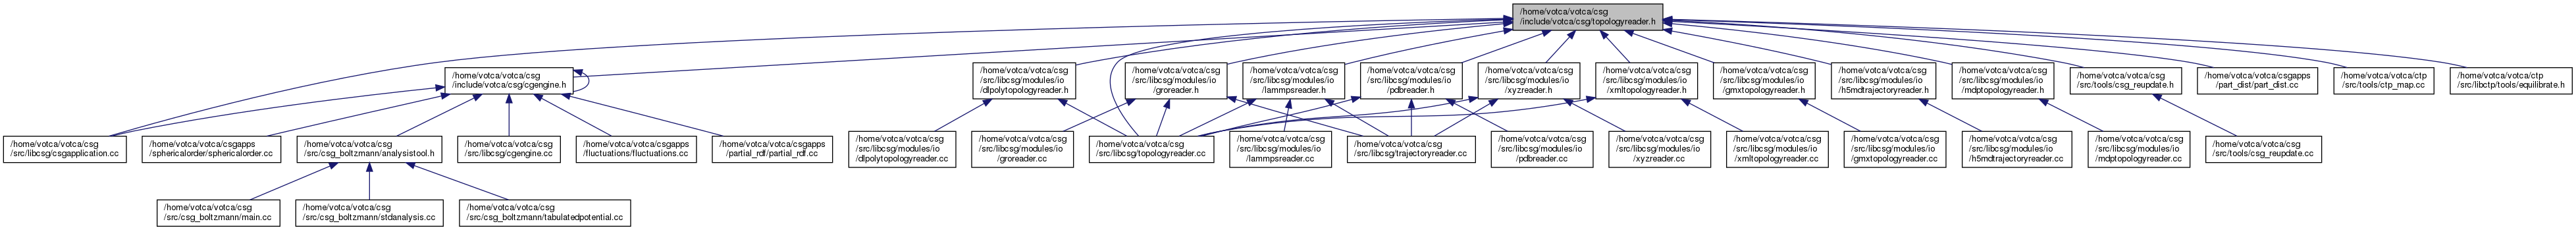 /home/votca/votca/csg
/include/votca/csg/topologyreader.h
/home/votca/votca/csg
/include/votca/csg/cgengine.h
/home/votca/votca/csg
/src/libcsg/modules/io
/dlpolytopologyreader.h
/home/votca/votca/csg
/src/libcsg/modules/io
/groreader.h
/home/votca/votca/csg
/src/libcsg/modules/io
/lammpsreader.h
/home/votca/votca/csg
/src/libcsg/modules/io
/pdbreader.h
/home/votca/votca/csg
/src/libcsg/modules/io
/xyzreader.h
/home/votca/votca/csg
/src/libcsg/modules/io
/xmltopologyreader.h
/home/votca/votca/csg
/src/libcsg/modules/io
/gmxtopologyreader.h
/home/votca/votca/csg
/src/libcsg/modules/io
/h5mdtrajectoryreader.h
/home/votca/votca/csg
/src/libcsg/modules/io
/mdptopologyreader.h
/home/votca/votca/csg
/src/tools/csg_reupdate.h
/home/votca/votca/csgapps
/part_dist/part_dist.cc
/home/votca/votca/ctp
/src/tools/ctp_map.cc
/home/votca/votca/ctp
/src/libctp/tools/equilibrate.h
/home/votca/votca/csg
/src/libcsg/csgapplication.cc
/home/votca/votca/csgapps
/sphericalorder/sphericalorder.cc
/home/votca/votca/csg
/src/csg_boltzmann/analysistool.h
/home/votca/votca/csg
/src/libcsg/cgengine.cc
/home/votca/votca/csgapps
/fluctuations/fluctuations.cc
/home/votca/votca/csgapps
/partial_rdf/partial_rdf.cc
/home/votca/votca/csg
/src/libcsg/modules/io
/dlpolytopologyreader.cc
/home/votca/votca/csg
/src/libcsg/modules/io
/groreader.cc
/home/votca/votca/csg
/src/libcsg/topologyreader.cc
/home/votca/votca/csg
/src/libcsg/modules/io
/lammpsreader.cc
/home/votca/votca/csg
/src/libcsg/trajectoryreader.cc
/home/votca/votca/csg
/src/libcsg/modules/io
/pdbreader.cc
/home/votca/votca/csg
/src/libcsg/modules/io
/xyzreader.cc
/home/votca/votca/csg
/src/libcsg/modules/io
/xmltopologyreader.cc
/home/votca/votca/csg
/src/libcsg/modules/io
/gmxtopologyreader.cc
/home/votca/votca/csg
/src/libcsg/modules/io
/h5mdtrajectoryreader.cc
/home/votca/votca/csg
/src/libcsg/modules/io
/mdptopologyreader.cc
/home/votca/votca/csg
/src/tools/csg_reupdate.cc
/home/votca/votca/csg
/src/csg_boltzmann/main.cc
/home/votca/votca/csg
/src/csg_boltzmann/stdanalysis.cc
/home/votca/votca/csg
/src/csg_boltzmann/tabulatedpotential.cc